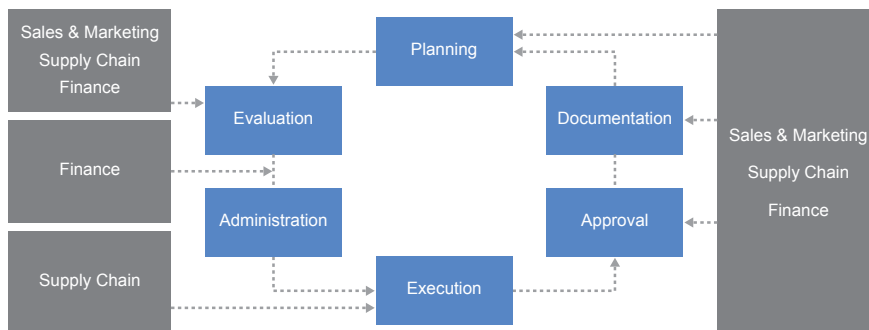 Sales & Marketing
Supply Chain
Finance
Finance
Supply Chain
Planning
Evaluation
Documentation
Administration
Approval
Execution
Sales & Marketing
Supply Chain
Finance